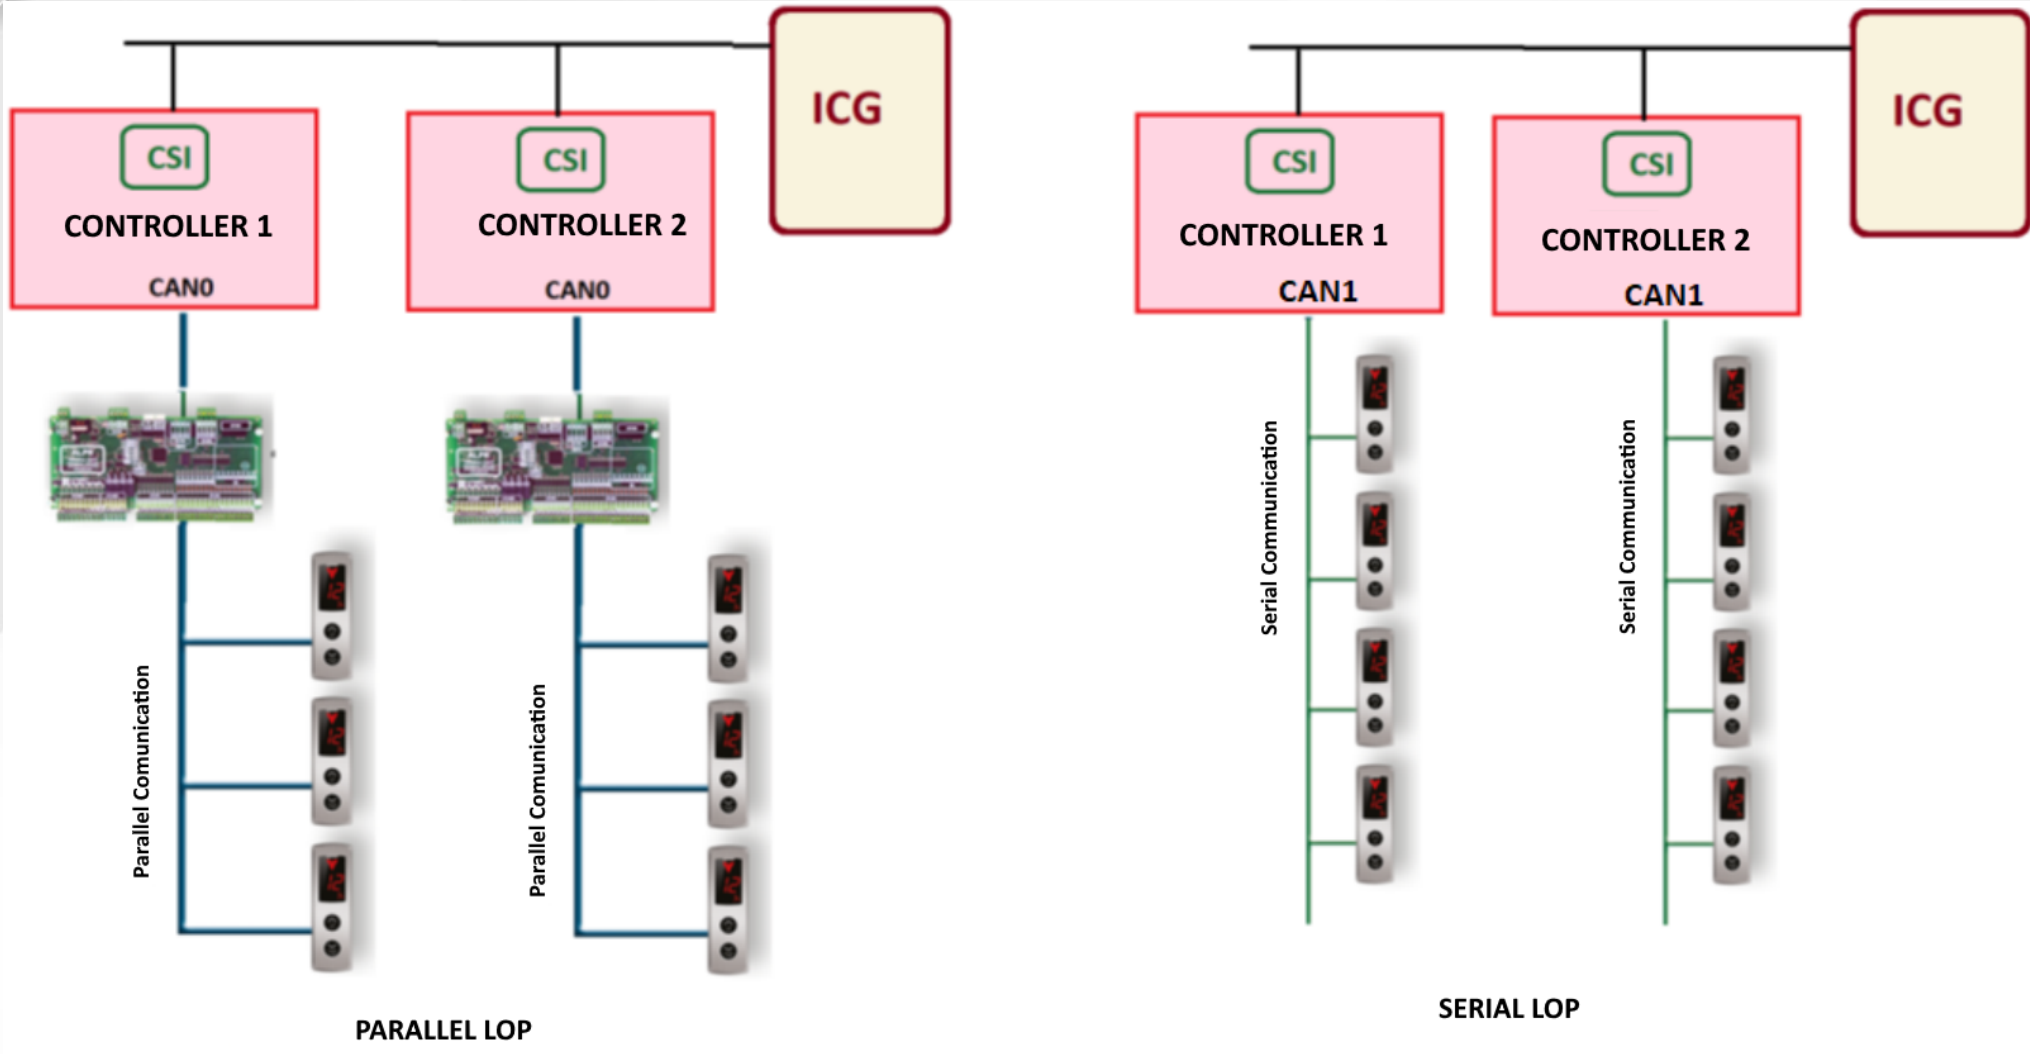 ICG
CSI
CONTROLLER 1
CAN0
CSI
CONTROLLER 2
CAN0
Parallel Comunication
Parallel Comunication
PARALLEL LOP
ICG
CSI
CONTROLLER 1
CAN1
CSI
CONTROLLER 2
CAN1
Serial Communication
Serial Communication
SERIAL LOP